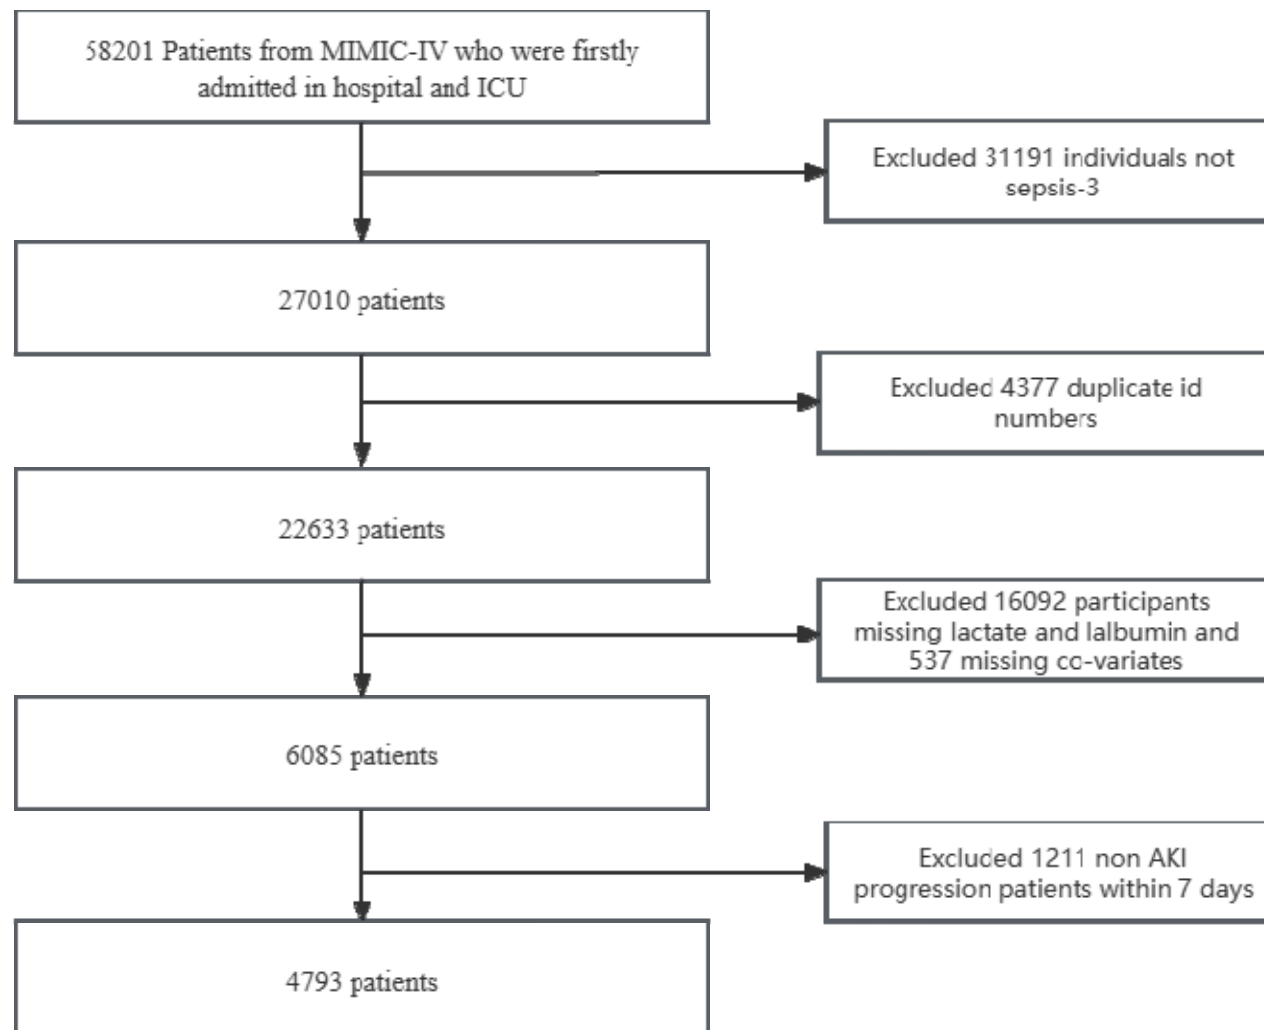 58201 Patients from MIMIC-IV who were firstly
admitted in hospital and ICU
Excluded 31191 individuals not
sepsis-3
27010 patients
Excluded 4377 duplicate id
numbers
22633 patients
Excluded 16092 participants
missing lactate and lalbumin and
537 missing co-variates
6085 patients
Excluded 1211 non AKI
progression patients within 7 days
4793 patients